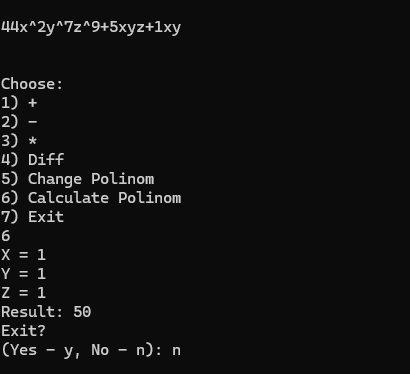 44x^2y^7z^9+5xyz+1xy
Choose:
1) +
2) -
3) *
4) Diff
5) Change Polinom
6) Calculate Polinom
7) Exit
6
X = 1
Y = 1
Z = 1
Result: 50
Exit?
(Yes - y, No - n): n